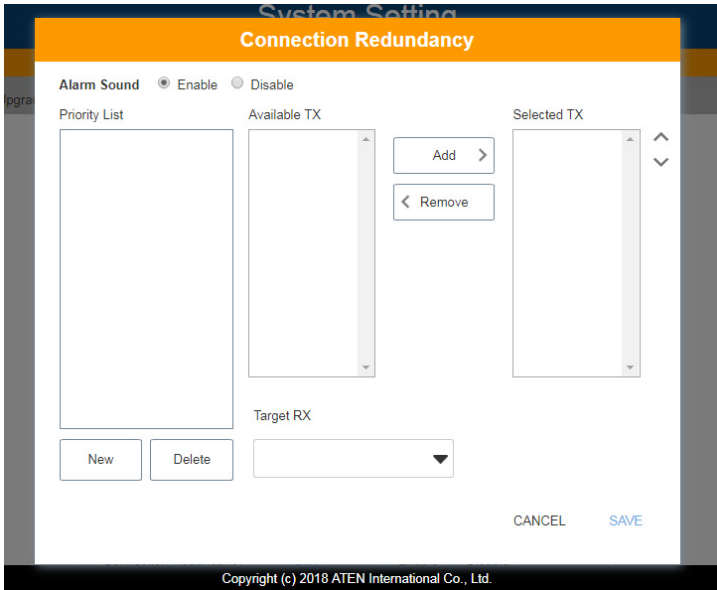 System Setting
Connection Redundancy
Alarm Sound Enable Disable
Upgra
Priority List Available TX Selected TX
Add
Remove
Target RX
New Delete
CANCEL SAVE
Copyright (c) 2018 ATEN International Co., Ltd.